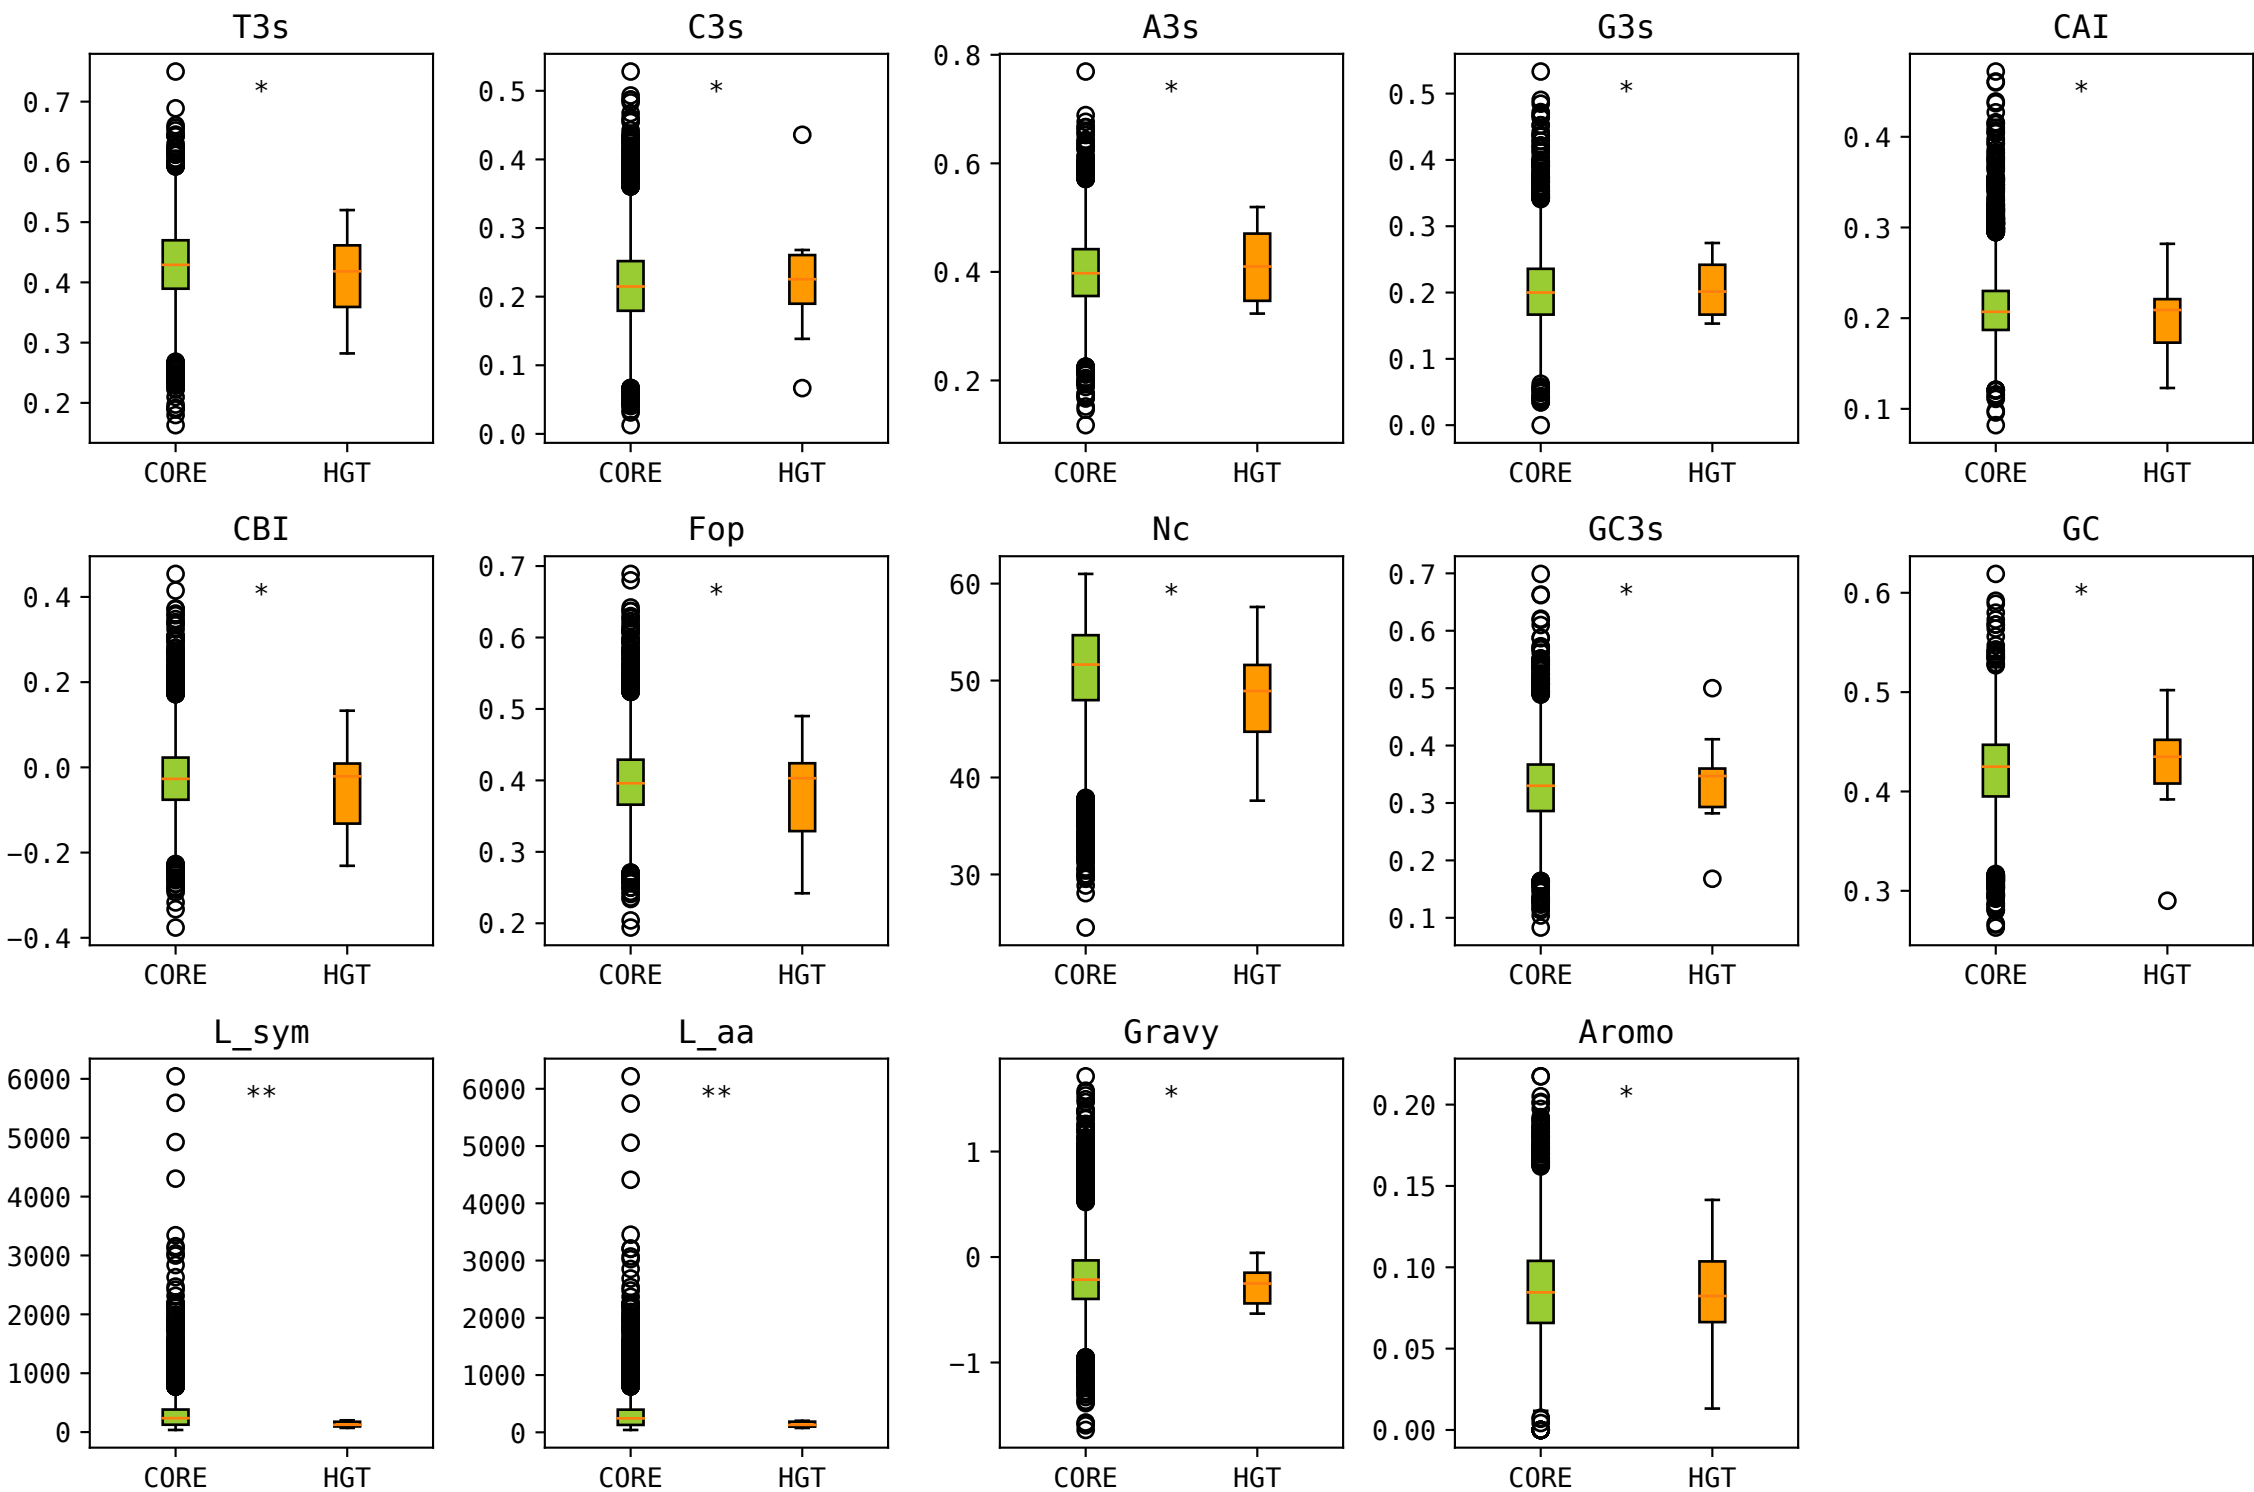 T3s C3s A3s G3s CAI
0.7 0.6 0.5 0.4 0.3 0.2
*
CORE HGT
0.5 0.4 0.3 0.2 0.1 0.0
*
CORE HGT
0.8 0.6 0.4 0.2
*
CORE HGT
0.5 0.4 0.3 0.2 0.1 0.0
*
CORE HGT
0.4 0.3 0.2 0.1
*
CORE HGT
CBI Fop Nc GC3s GC
0.4 0.2 0.0 −0.2 −0.4
*
CORE HGT
0.7 0.6 0.5 0.4 0.3 0.2
*
CORE HGT
60 50 40 30
*
CORE HGT
0.7 0.6 0.5 0.4 0.3 0.2 0.1
*
CORE HGT
0.6 0.5 0.4 0.3
*
CORE HGT
L_sym L_aa Gravy Aromo
6000 5000 4000 3000 2000 1000 0
**
CORE HGT
6000 5000 4000 3000 2000 1000 0
**
CORE HGT
1 0 −1
*
CORE HGT
0.20 0.15 0.10 0.05 0.00
*
CORE HGT